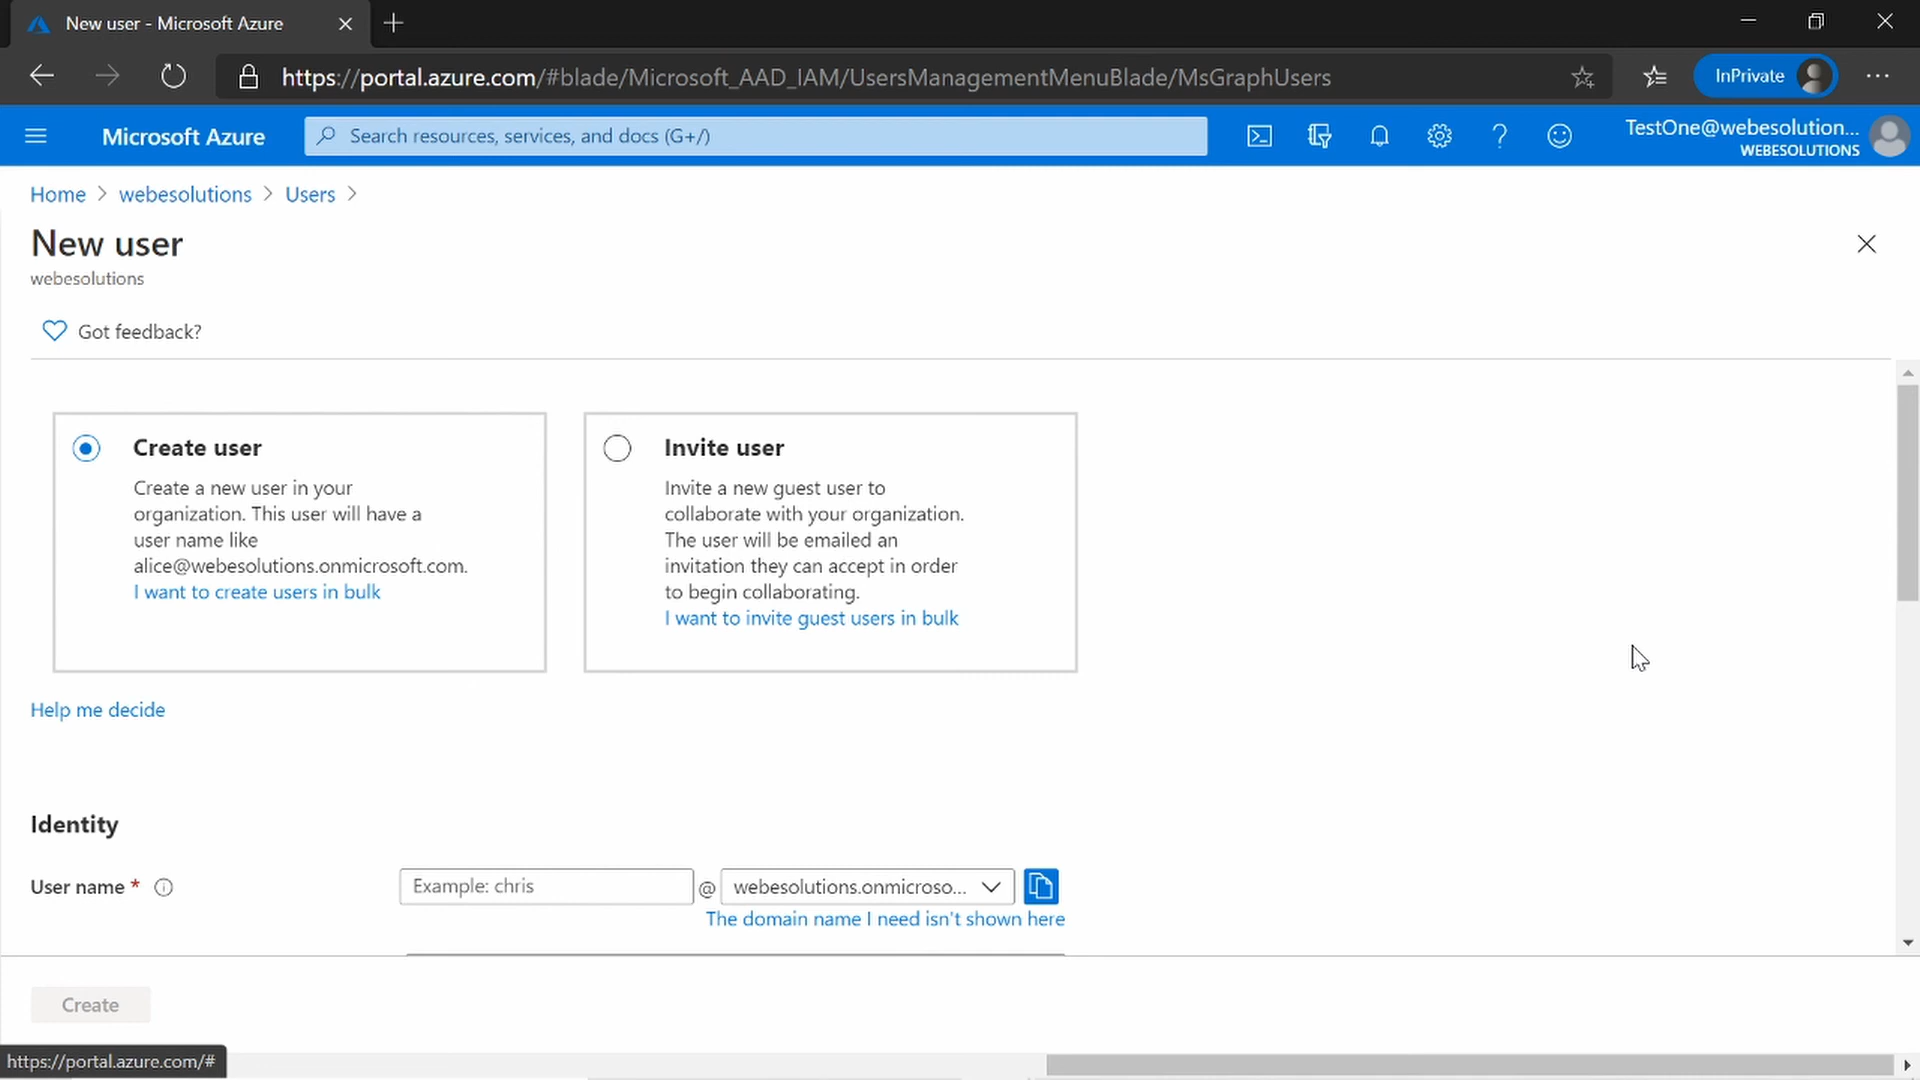 New user - Microsoft Azure
https://portal.azure.com/#blade/Microsoft_AAD_IAM/UsersManagementMenuBlade/MsGraphUsers
InPrivate
Microsoft Azure
Search resources, services, and docs (G+/)
TestOne@webesolution...
WEBESOLUTIONS
Home > webesolutions > Users >
New user
webesolutions
Got feedback?
Create user
Create a new user in your
organization. This user will have a
user name like
alice@webesolutions.onmicrosoft.com.
I want to create users in bulk
Invite user
Invite a new guest user to
collaborate with your organization.
The user will be emailed an
invitation they can accept in order
to begin collaborating.
I want to invite guest users in bulk
Help me decide
Identity
User name *
Example: chris
@
webesolutions.onmicroso...
The domain name I need isn't shown here
Create
https://portal.azure.com/#